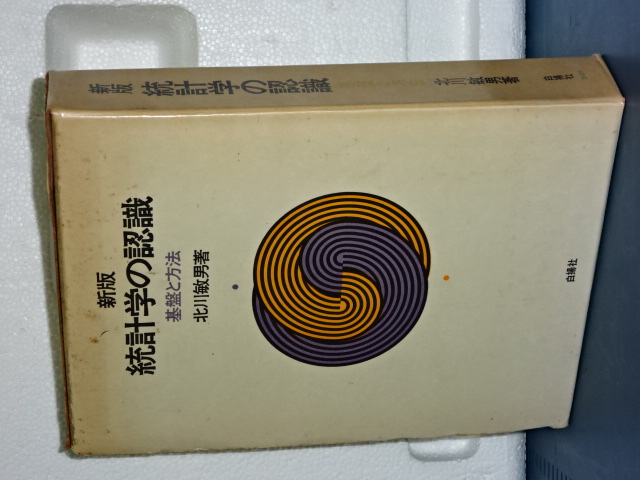 新版
統計学の認識
基盤と方法
北川敏男著
白揚社
新版 統計学の認識 北川敏男著 白揚社